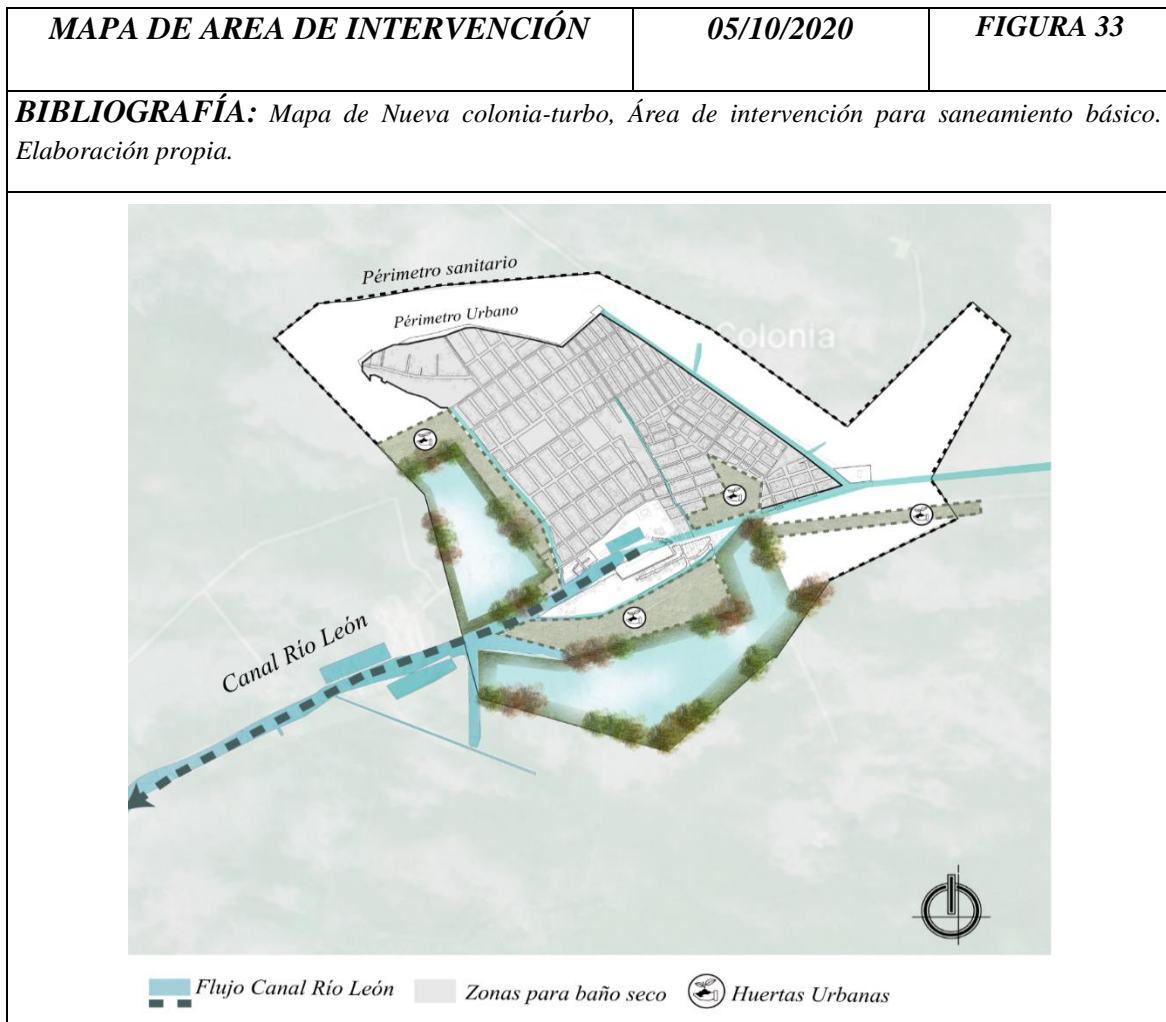 MAPA DE AREA DE INTERVENCIÓN
05/10/2020
FIGURA 33
BIBLIOGRAFÍA: Mapa de Nueva colonia-turbo, Área de intervención para saneamiento básico.
Elaboración propia.
Périmetro sanitario
Périmetro Urbano
Colonia
Canal Río León
Flujo Canal Río León
Zonas para baño seco
Huertas Urbanas